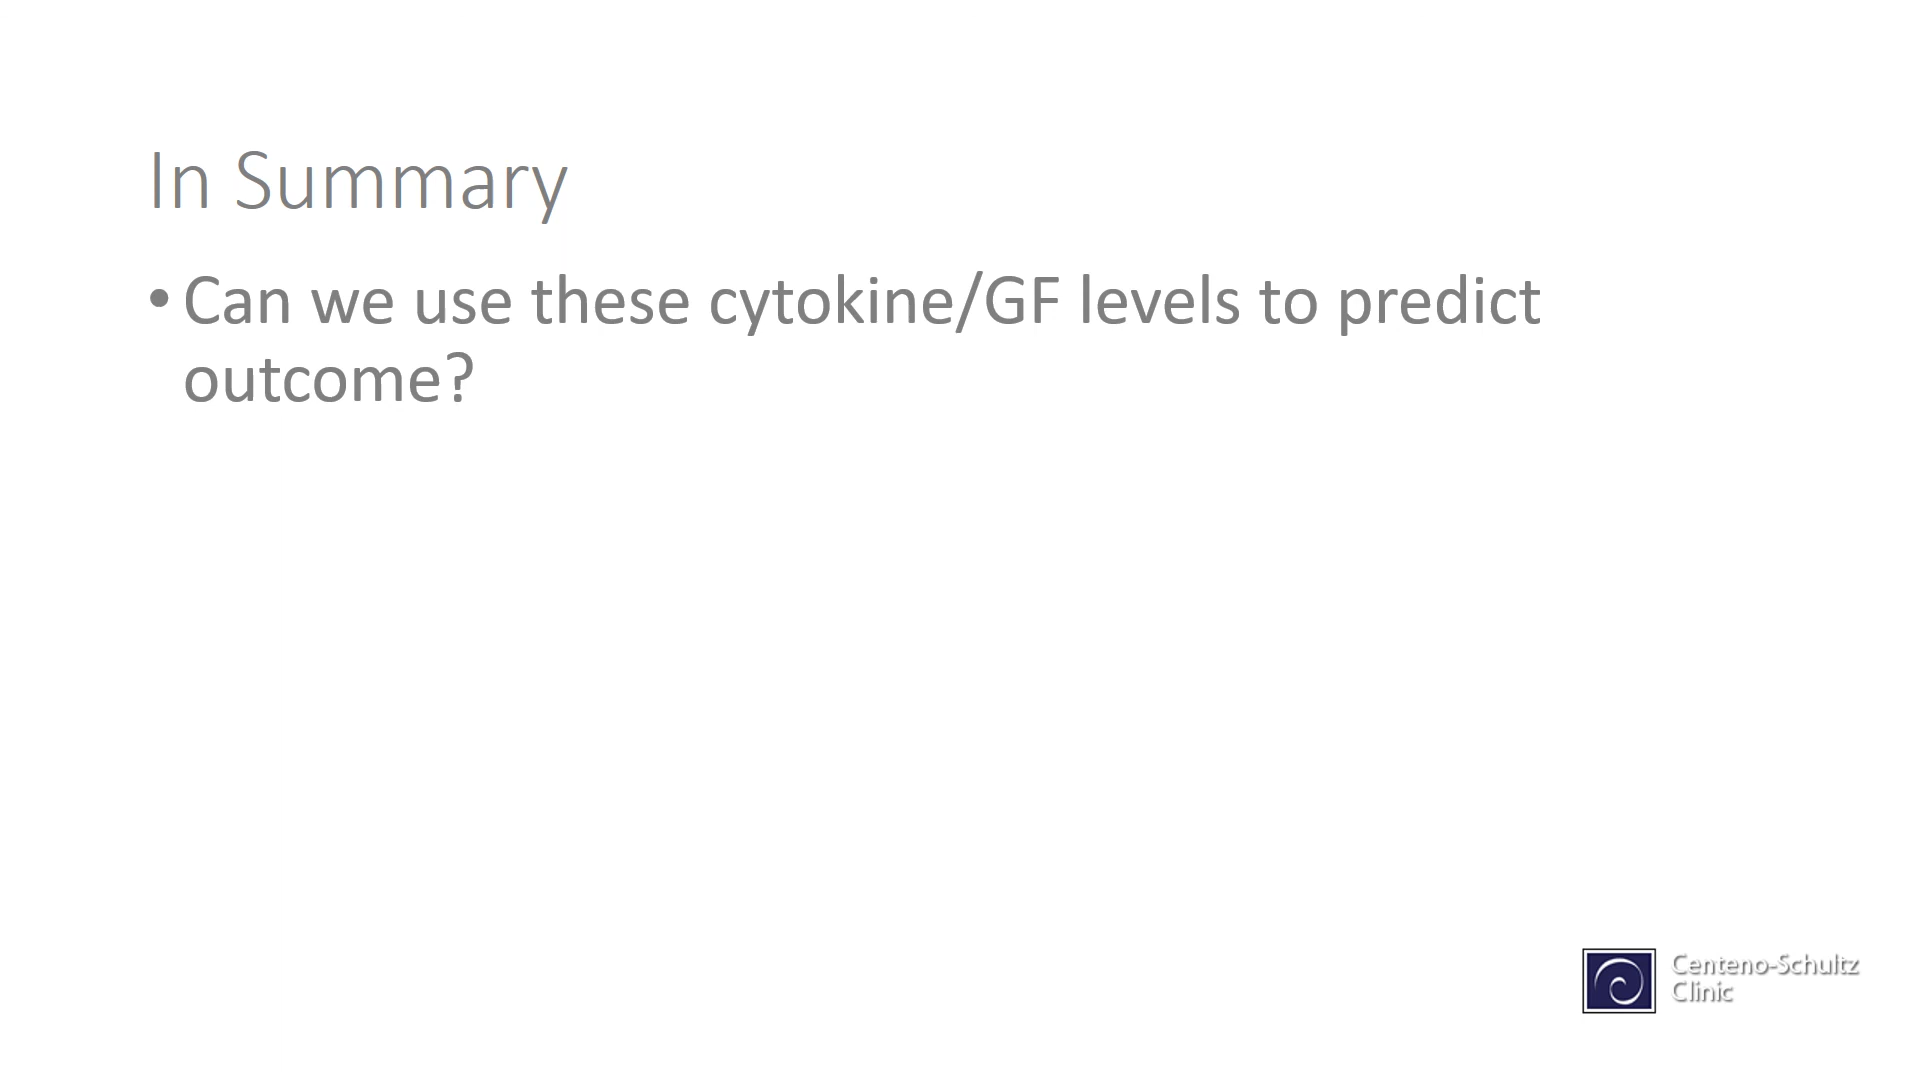 In Summary
• Can we use these cytokine/GF levels to predict
outcome?
Centeno-Schultz
Clinic